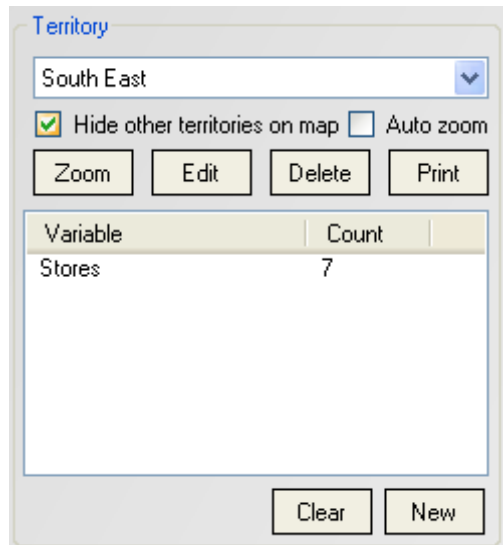 Territory
South East
Hide other territories on map Auto zoom
Zoom Edit Delete Print
Variable Count
Stores 7
Clear New